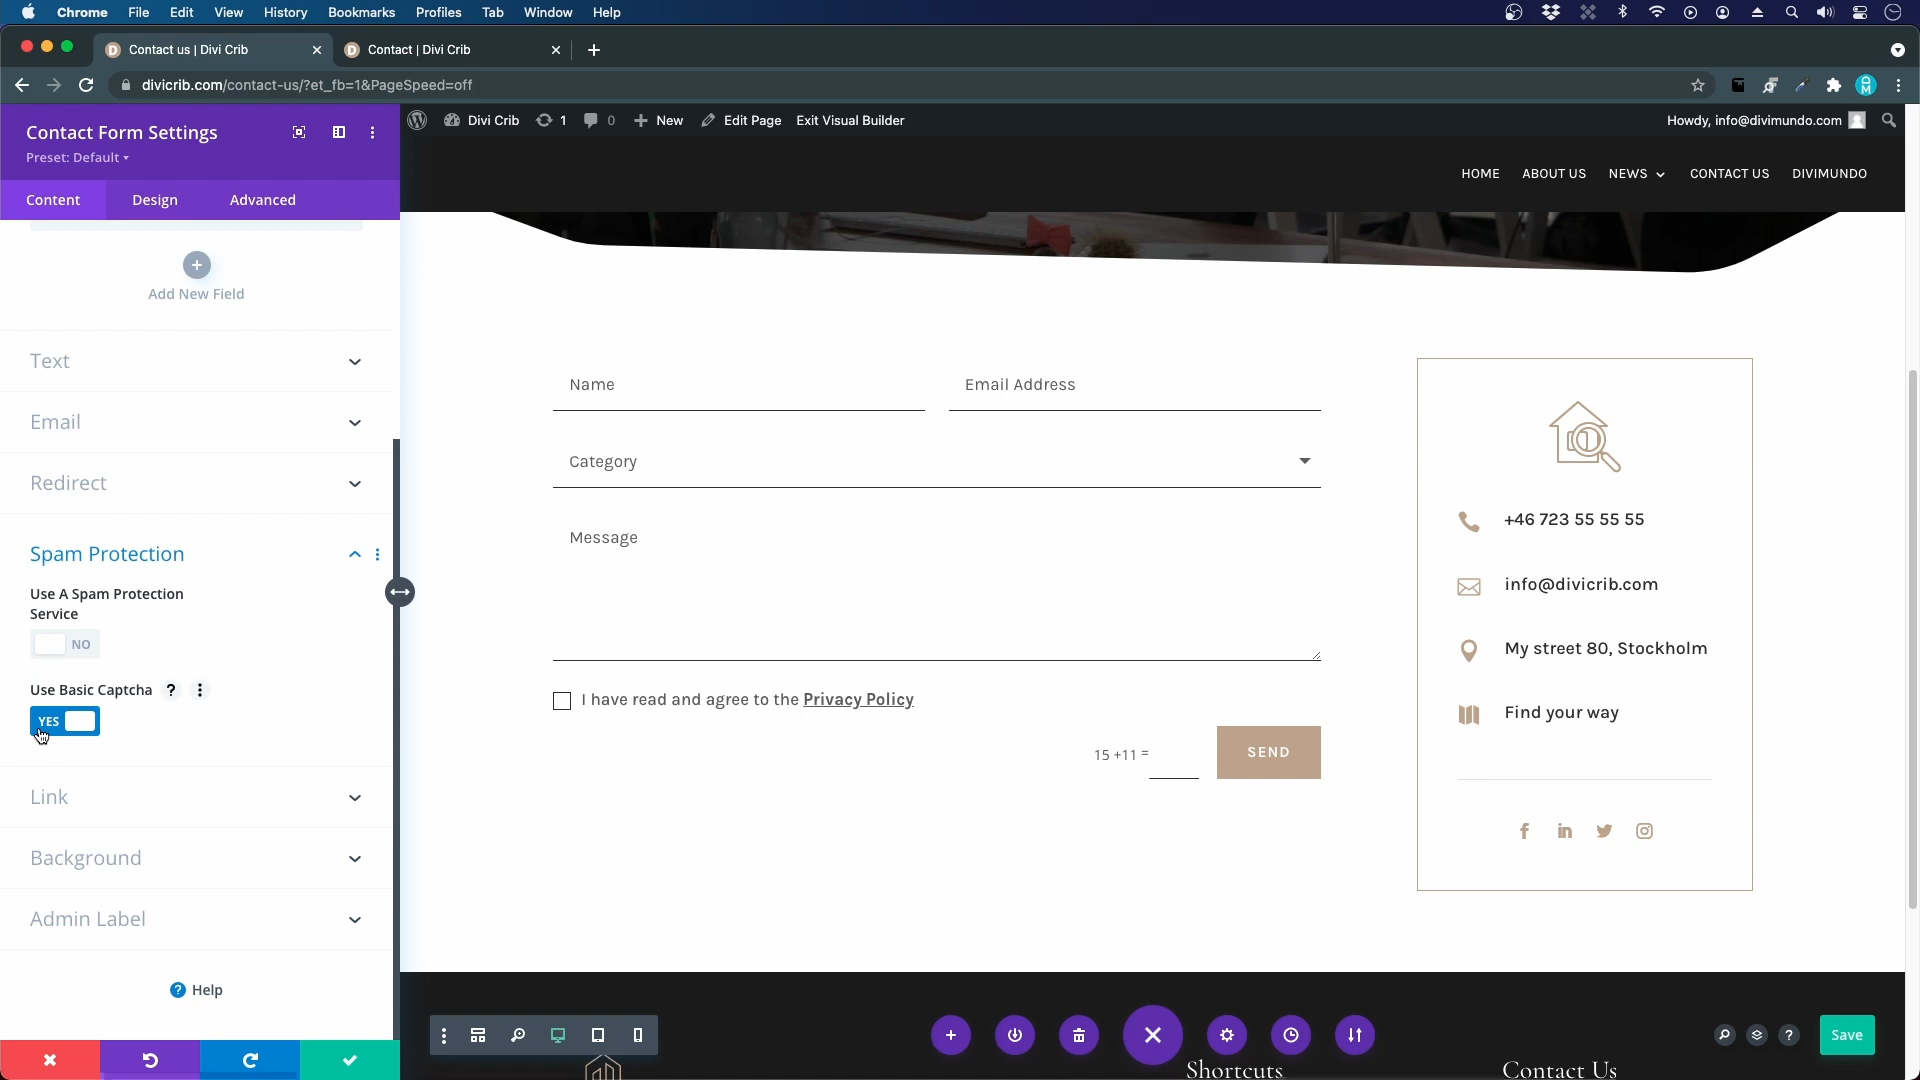 Chrome File Edit View History Bookmarks Profiles Tab Window Help
Contact us | Divi Crib
Contact | Divi Crib
divicrib.com/contact-us/?et_fb=1&PageSpeed=off
Divi Crib 1 0 New Edit Page Exit Visual Builder Howdy, info@divimundo.com
Contact Form Settings
Preset: Default
Content Design Advanced
HOME ABOUT US NEWS CONTACT US DIVIMUNDO
Add New Field
Text
Email
Redirect
Spam Protection
Use A Spam Protection
Service
NO
Use Basic Captcha ?
YES
Link
Background
Admin Label
? Help
Name Email Address
Category
Message
I have read and agree to the Privacy Policy
15 +11 = SEND
+46 723 55 55 55
info@divicrib.com
My street 80, Stockholm
Find your way
? Save
Shortcuts Contact Us